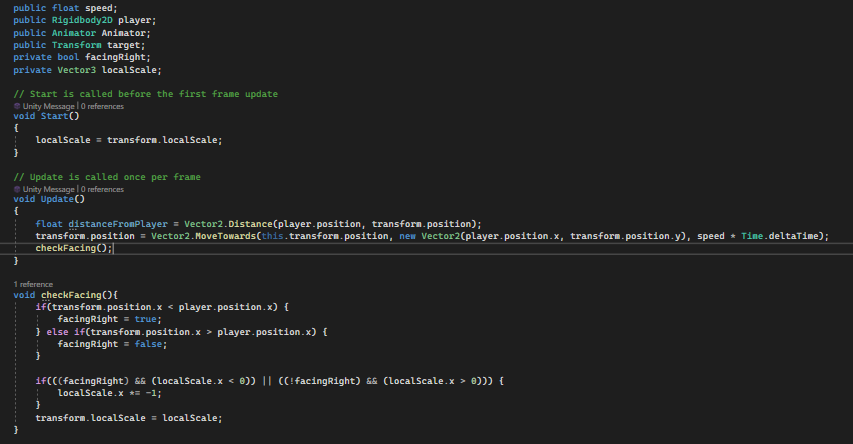 public float speed;
public Rigidbody2D player;
public Animator Animator;
public Transform target;
private bool facingRight;
private Vector3 localScale;
// Start is called before the first frame update
Unity Message | 0 references
void Start()
{
    localScale = transform.localScale;
}
// Update is called once per frame
Unity Message | 0 references
void Update()
{
    float distanceFromPlayer = Vector2.Distance(player.position, transform.position);
    transform.position = Vector2.MoveTowards(this.transform.position, new Vector2(player.position.x, transform.position.y), speed * Time.deltaTime);
    checkFacing();
}
1 reference
void checkFacing(){
    if(transform.position.x < player.position.x) {
        facingRight = true;
    } else if(transform.position.x > player.position.x) {
        facingRight = false;
    }
    if(((facingRight) && (localScale.x < 0)) || ((!facingRight) && (localScale.x > 0))) {
        localScale.x *= -1;
    }
    transform.localScale = localScale;
}